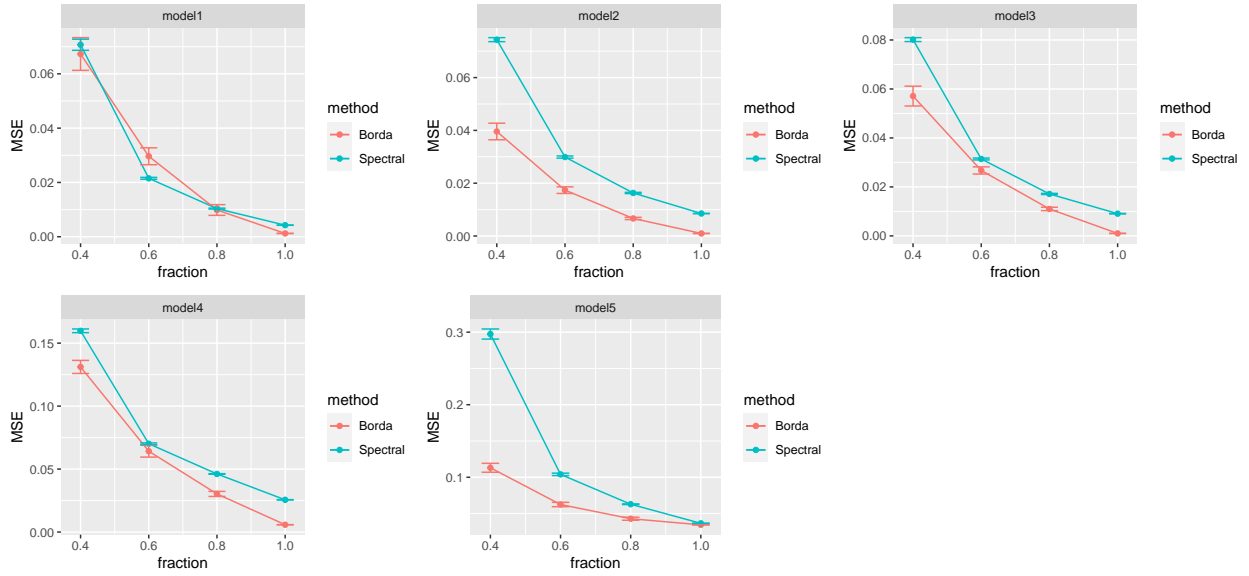 model1
MSE
0.06
0.04
0.02
0.00
0.4 0.6 0.8 1.0
fraction
method
Borda
Spectral
model2
MSE
0.06
0.04
0.02
0.00
0.4 0.6 0.8 1.0
fraction
method
Borda
Spectral
model3
MSE
0.08
0.06
0.04
0.02
0.00
0.4 0.6 0.8 1.0
fraction
method
Borda
Spectral
model4
MSE
0.15
0.10
0.05
0.00
0.4 0.6 0.8 1.0
fraction
method
Borda
Spectral
model5
MSE
0.3
0.2
0.1
0.4 0.6 0.8 1.0
fraction
method
Borda
Spectral